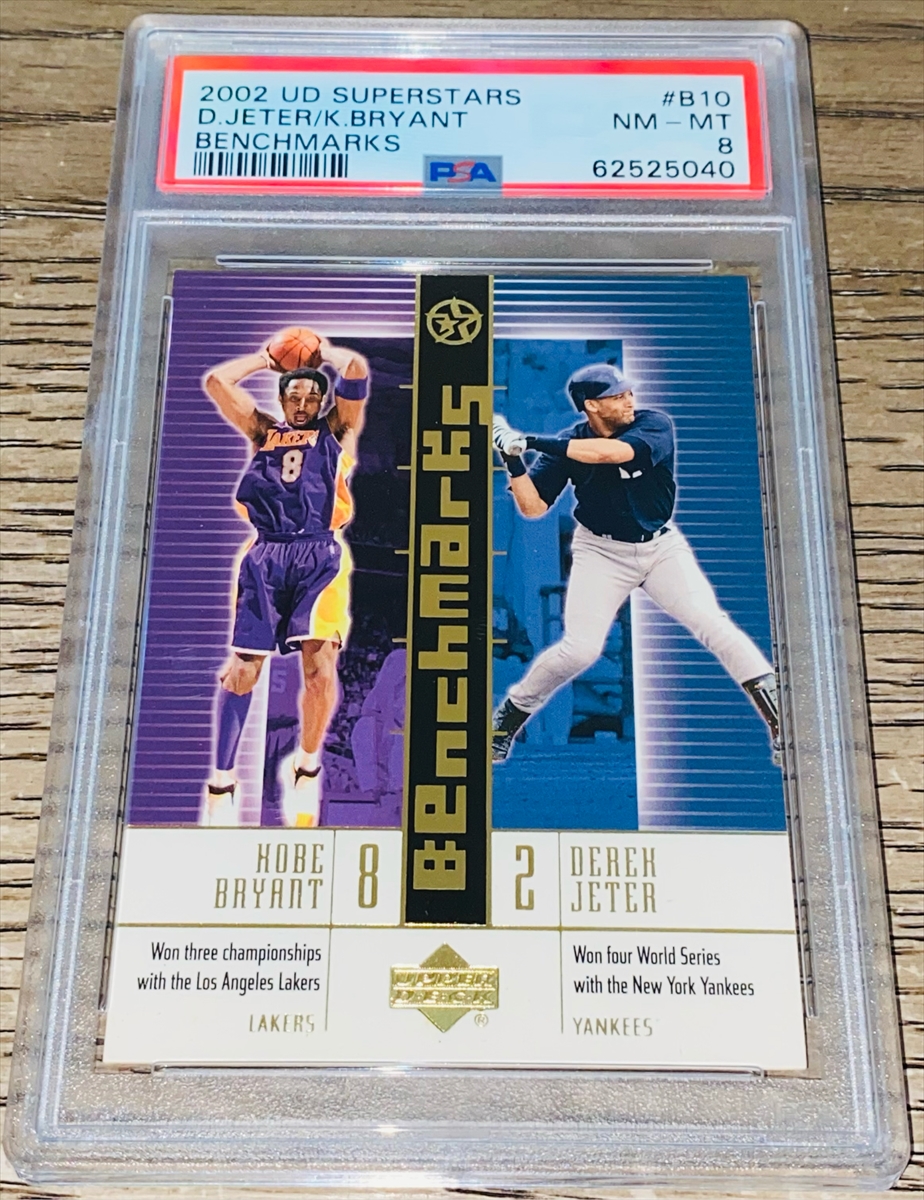 2002 UD SUPERSTARS #B10
D.JETER/K.BRYANT NM - MT
BENCHMARKS 8
PSA 62525040
LAKERS
8
Benchmarks
KOBE BRYANT 8
2 DEREK JETER
Won three championships
with the Los Angeles Lakers
LAKERS
UPPER
DECK
®
Won four World Series
with the New York Yankees
YANKEES